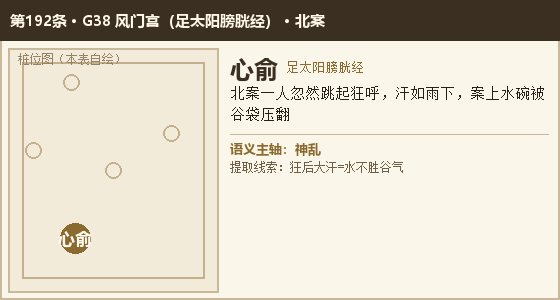 第192条・G38 风门宫（足太阳膀胱经）・北案
桩位图（本表自绘）
心俞
心俞 足太阳膀胱经
北案一人忽然跳起狂呼，汗如雨下，案上水碗被
谷袋压翻
语义主轴：神乱
提取线索：狂后大汗=水不胜谷气